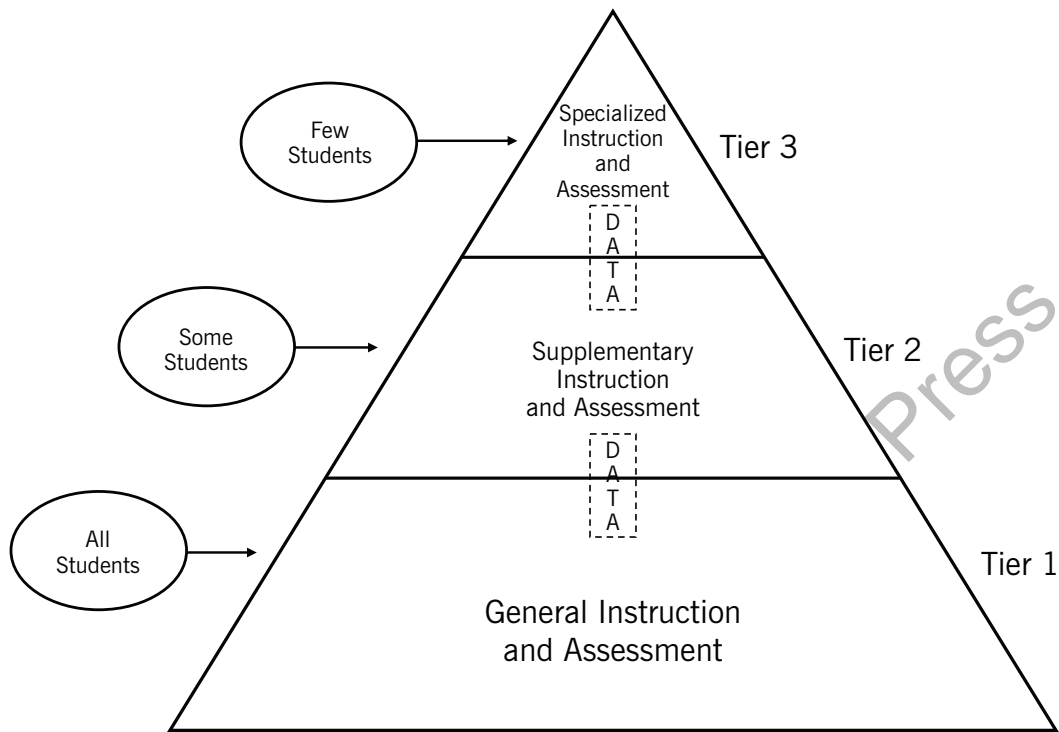 Few
Students
Specialized
Instruction
and
Assessment
Tier 3
D
A
T
A
Some
Students
Supplementary
Instruction
and Assessment
Tier 2
Press
D
A
T
A
All
Students
Tier 1
General Instruction
and Assessment